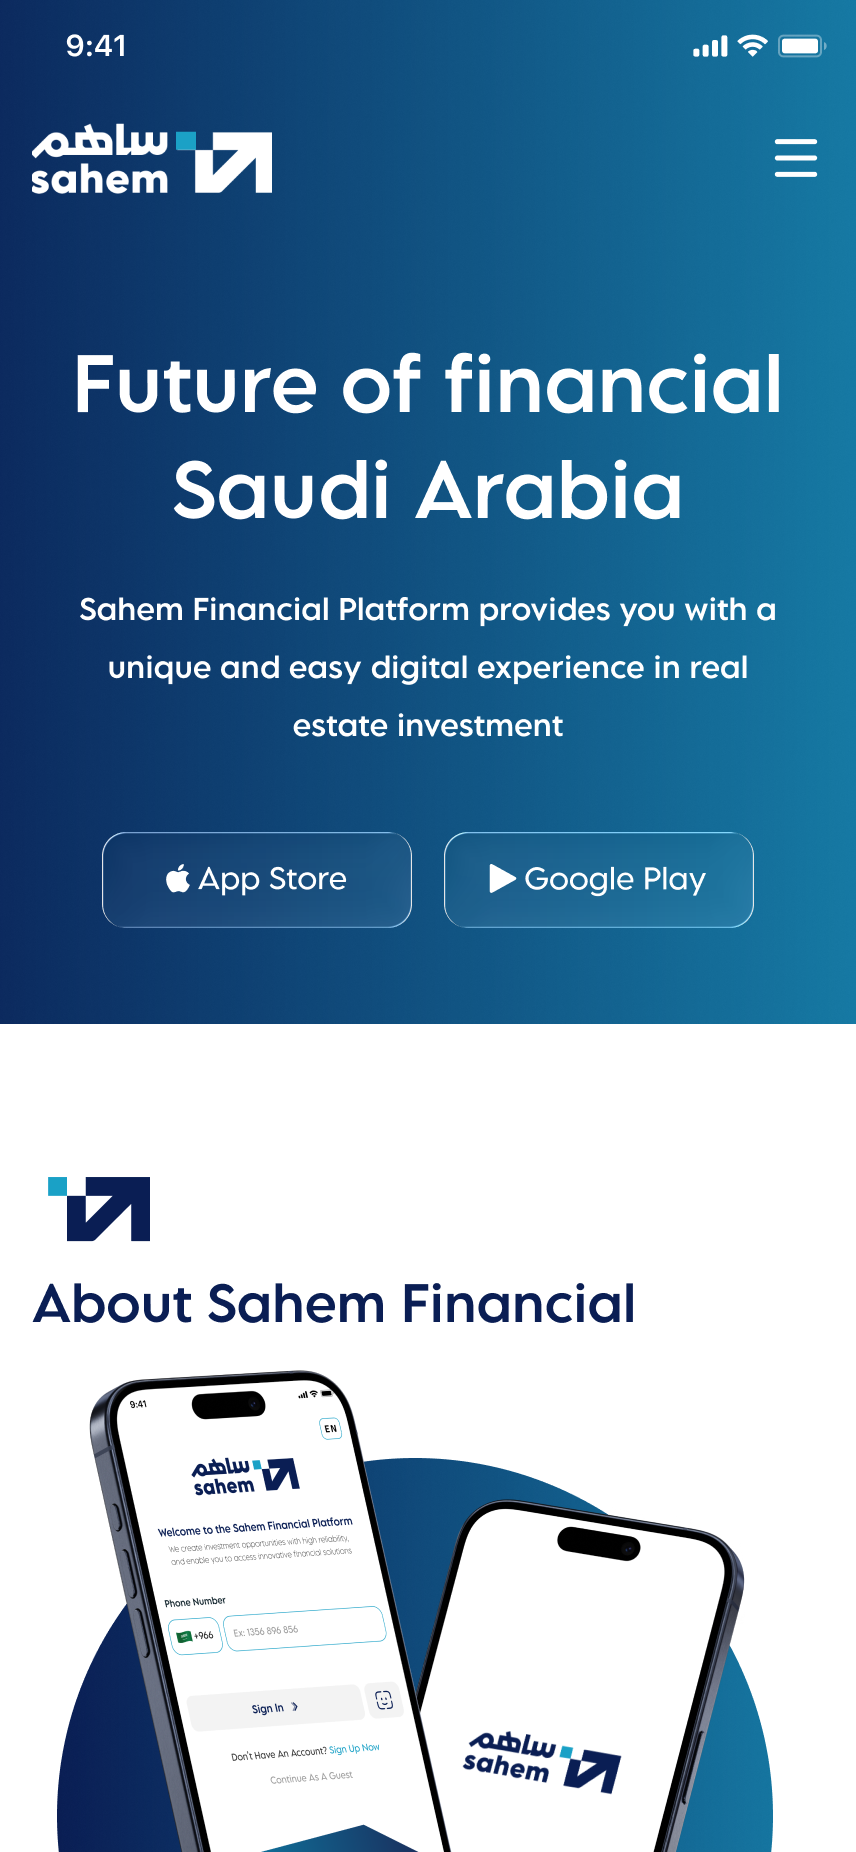 9:41
ساهم
sahem
Future of financial
Saudi Arabia
Sahem Financial Platform provides you with a
unique and easy digital experience in real
estate investment
App Store
Google Play
About Sahem Financial
9:41
EN
ساهم
sahem
Welcome to the Sahem Financial Platform
We create investment opportunities with high reliability,
and enable you to access innovative financial solutions
Phone Number
+966
Ex: 1356 896 856
Sign In
Don't Have An Account? Sign Up Now
Continue As A Guest
ساهم
sahem